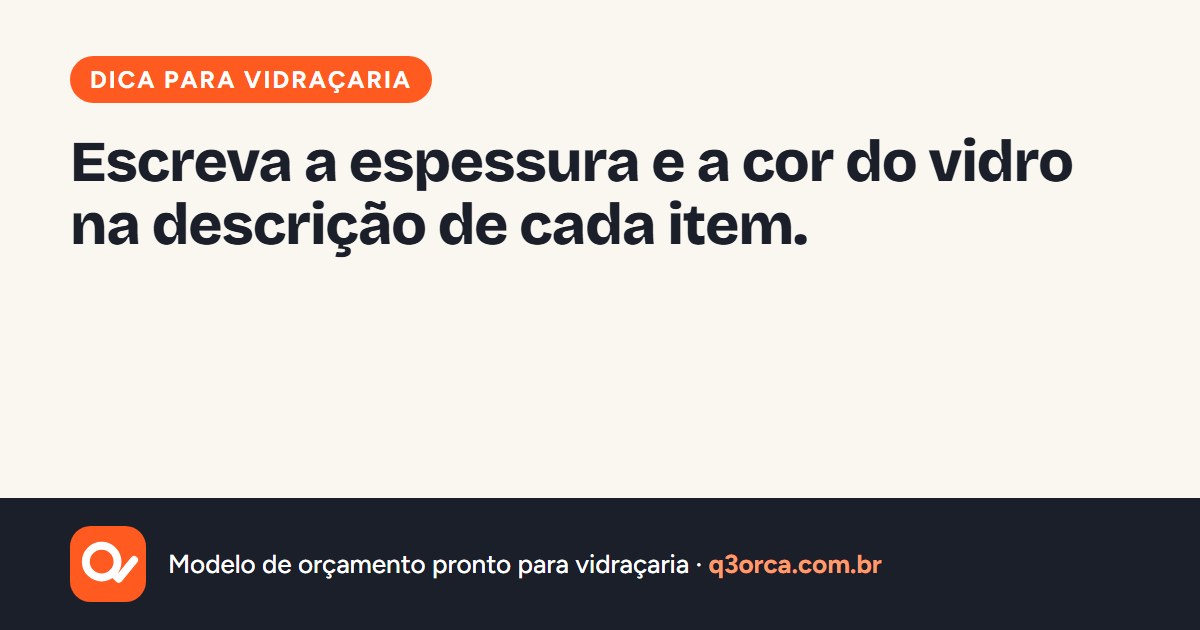 DICA PARA VIDRAÇARIA
Escreva a espessura e a cor do vidro
na descrição de cada item.
Modelo de orçamento pronto para vidraçaria · q3orca.com.br